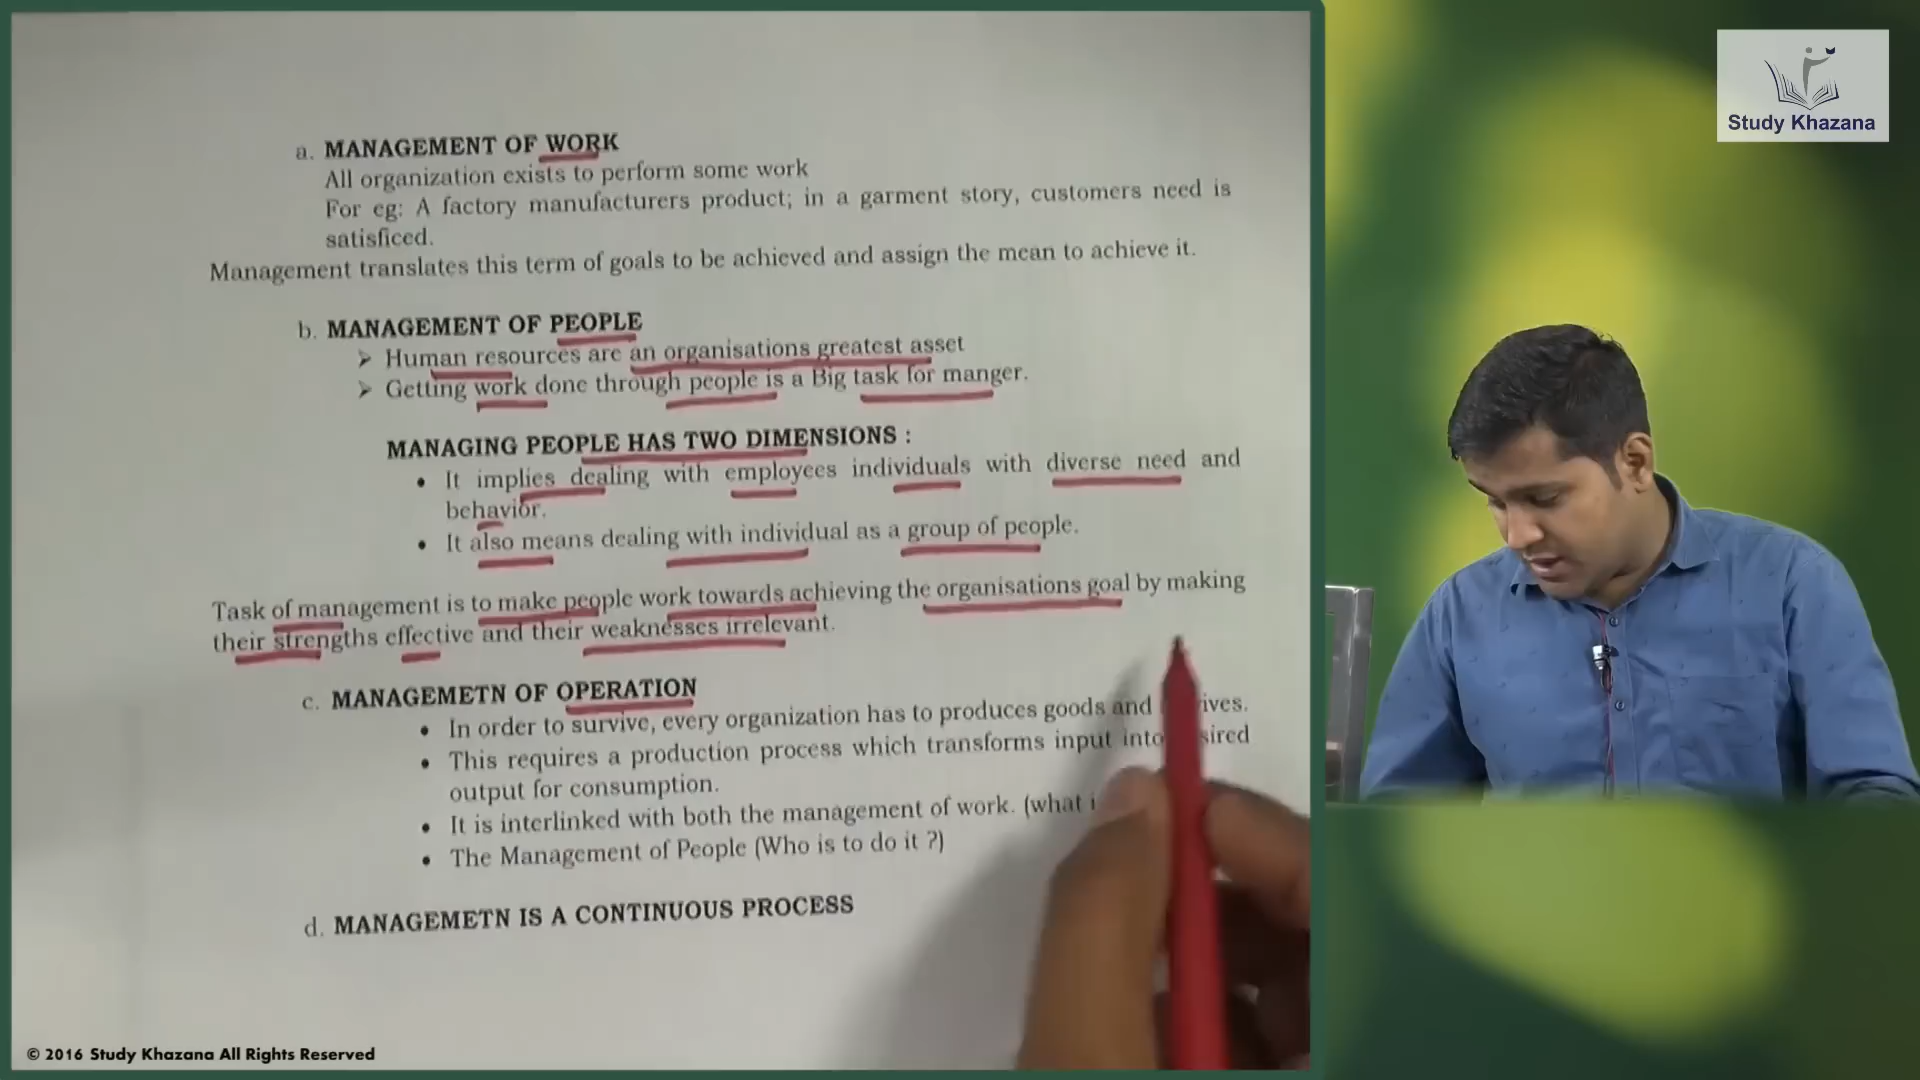 Study Khazana
a. MANAGEMENT OF WORK
All organization exists to perform some work
For eg: A factory manufacturers product; in a garment story, customers need is
satisficed.
Management translates this term of goals to be achieved and assign the mean to achieve it.
b. MANAGEMENT OF PEOPLE
➢ Human resources are an organisations greatest asset
➢ Getting work done through people is a Big task for manger.
MANAGING PEOPLE HAS TWO DIMENSIONS :
• It implies dealing with employees individuals with diverse need and
behavior.
• It also means dealing with individual as a group of people.
Task of management is to make people work towards achieving the organisations goal by making
their strengths effective and their weaknesses irrelevant.
c. MANAGEMETN OF OPERATION
• In order to survive, every organization has to produces goods and
• This requires a production process which transforms input into
output for consumption.
• It is interlinked with both the management of work. (what
• The Management of People (Who is to do it ?)
d. MANAGEMETN IS A CONTINUOUS PROCESS
© 2016 Study Khazana All Rights Reserved